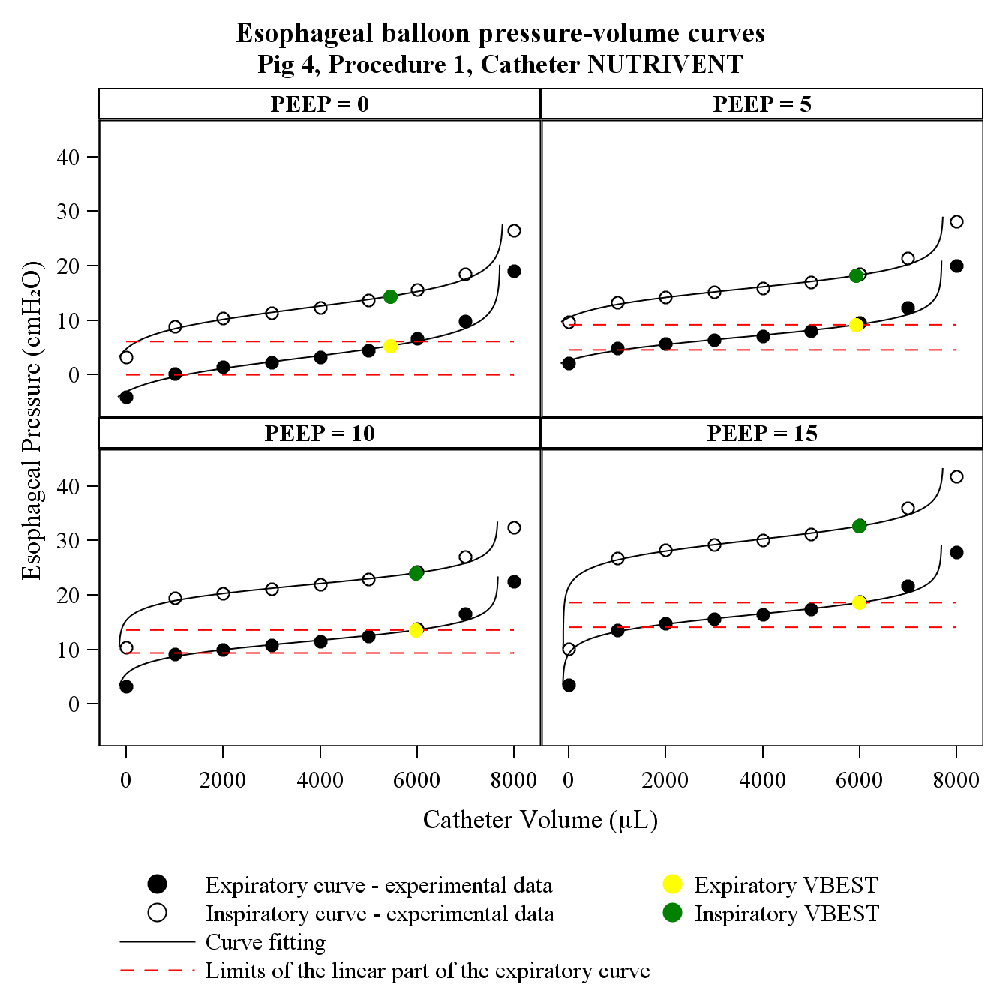 Esophageal balloon pressure-volume curves
Pig 4, Procedure 1, Catheter NUTRIVENT
PEEP = 0
PEEP = 5
40
30
20
10
0
PEEP = 10
PEEP = 15
40
30
20
10
0
Esophageal Pressure (cmH₂O)
0 2000 4000 6000 8000
0 2000 4000 6000 8000
Catheter Volume (µL)
Expiratory curve - experimental data
Inspiratory curve - experimental data
Curve fitting
Limits of the linear part of the expiratory curve
Expiratory VBEST
Inspiratory VBEST